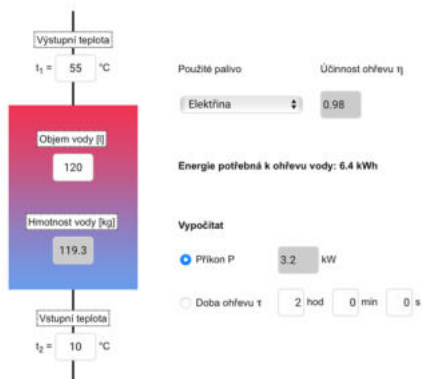 Výstupní teplota
t₁ = 55 °C
Použité palivo Účinnost ohřevu η
Elektřina 0.98
Objem vody [l]
120
Energie potřebná k ohřevu vody: 6.4 kWh
Hmotnost vody [kg]
119.3
Vypočítat
Příkon P 3.2 kW
Doba ohřevu τ 2 hod 0 min 0 s
Vstupní teplota
t₂ = 10 °C